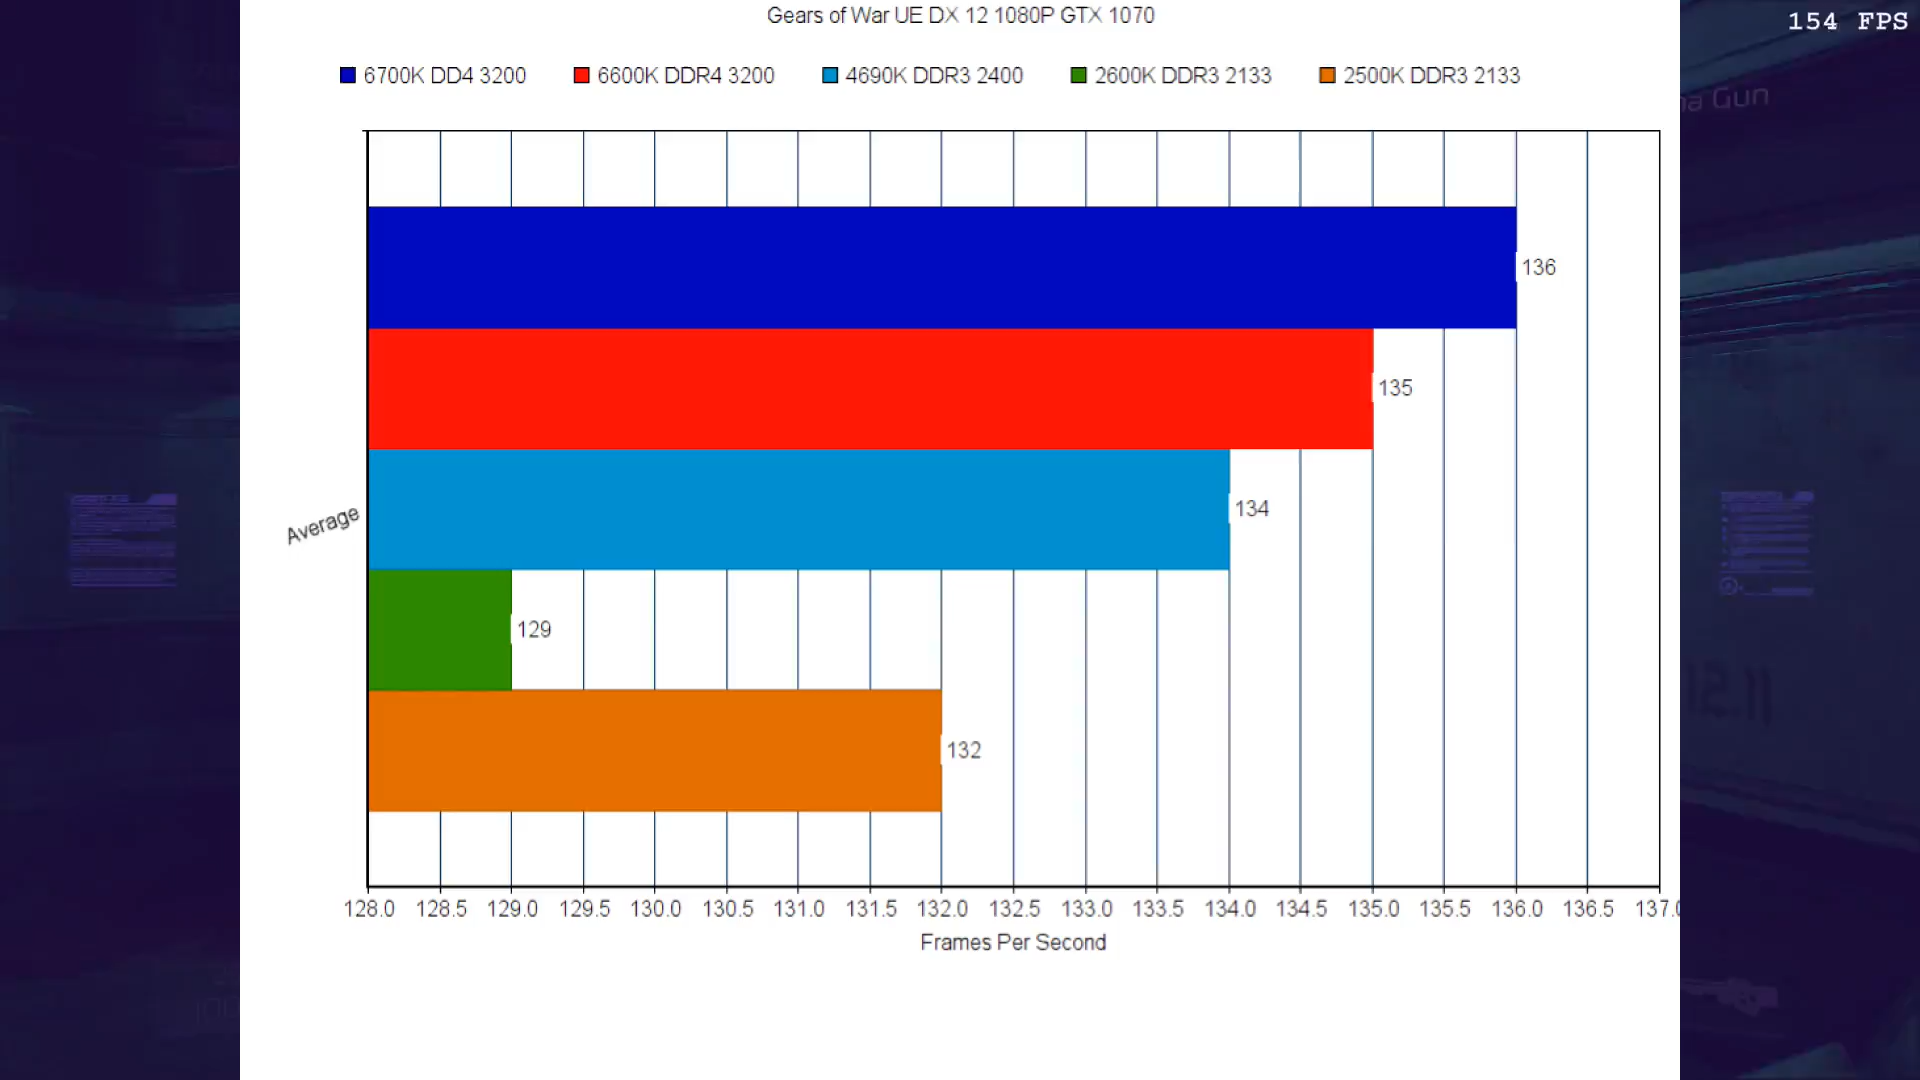 Gears of War UE DX 12 1080P GTX 1070
154 FPS
6700K DD4 3200 6600K DDR4 3200 4690K DDR3 2400 2600K DDR3 2133 2500K DDR3 2133
Gun
136
135
134
Average
129
132
128.0 128.5 129.0 129.5 130.0 130.5 131.0 131.5 132.0 132.5 133.0 133.5 134.0 134.5 135.0 135.5 136.0 136.5 137.0
Frames Per Second